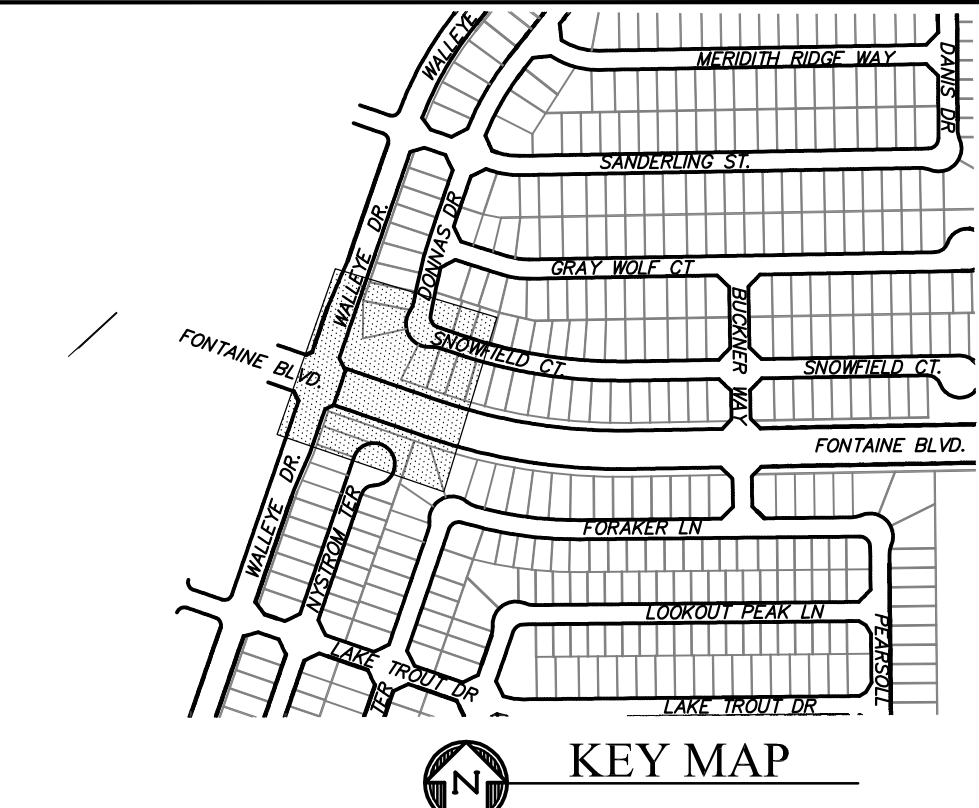 WALLEYE
MERIDITH RIDGE WAY
DANIS DR
SANDERLING ST.
WALLEYE DR.
DONNAS DR
GRAY WOLF CT
BUCKNER WAY
FONTAINE BLVD.
SNOWFIELD CT.
SNOWFIELD CT.
FONTAINE BLVD.
WALLEYE DR.
NYSTROM TER
FORAKER LN
LOOKOUT PEAK LN
PEARSOLL
LAKE TROUT DR
TER
LAKE TROUT DR
N
KEY MAP